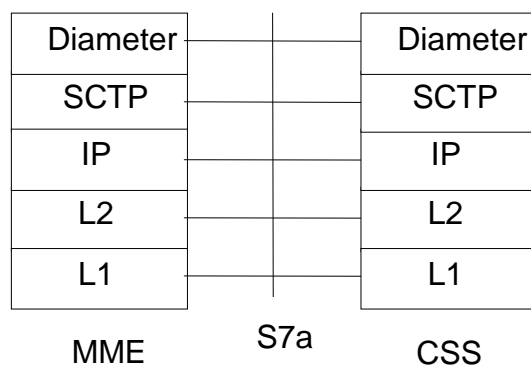 Diameter Diameter
SCTP SCTP
IP IP
L2 L2
L1 L1
MME S7a CSS